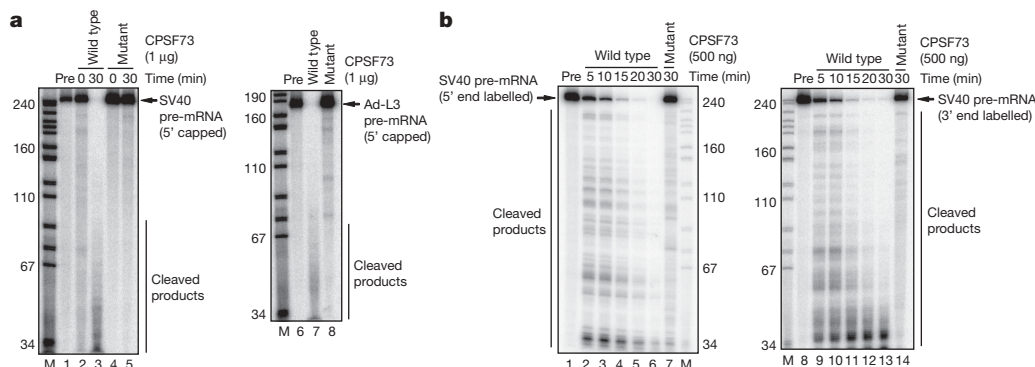 a
Wild type
Mutant
CPSF73
(1 µg)
Pre 0 30 0 30 Time (min)
240
160
110
67
34
SV40
pre-mRNA
(5' capped)
Cleaved
products
M 1 2 3 4 5
Pre
Wild type
Mutant
CPSF73
(1 µg)
190
160
110
67
34
Ad-L3
pre-mRNA
(5' capped)
Cleaved
products
M 6 7 8
b
Wild type
Mutant
CPSF73
(500 ng)
SV40 pre-mRNA
(5' end labelled)
Pre 5 10 15 20 30 30 Time (min)
240
160
110
67
34
Cleaved
products
1 2 3 4 5 6 7 M
Wild type
Mutant
CPSF73
(500 ng)
Pre 5 10 15 20 30 30 Time (min)
240
160
110
67
34
SV40 pre-mRNA
(3' end labelled)
Cleaved
products
M 8 9 10 11 12 13 14